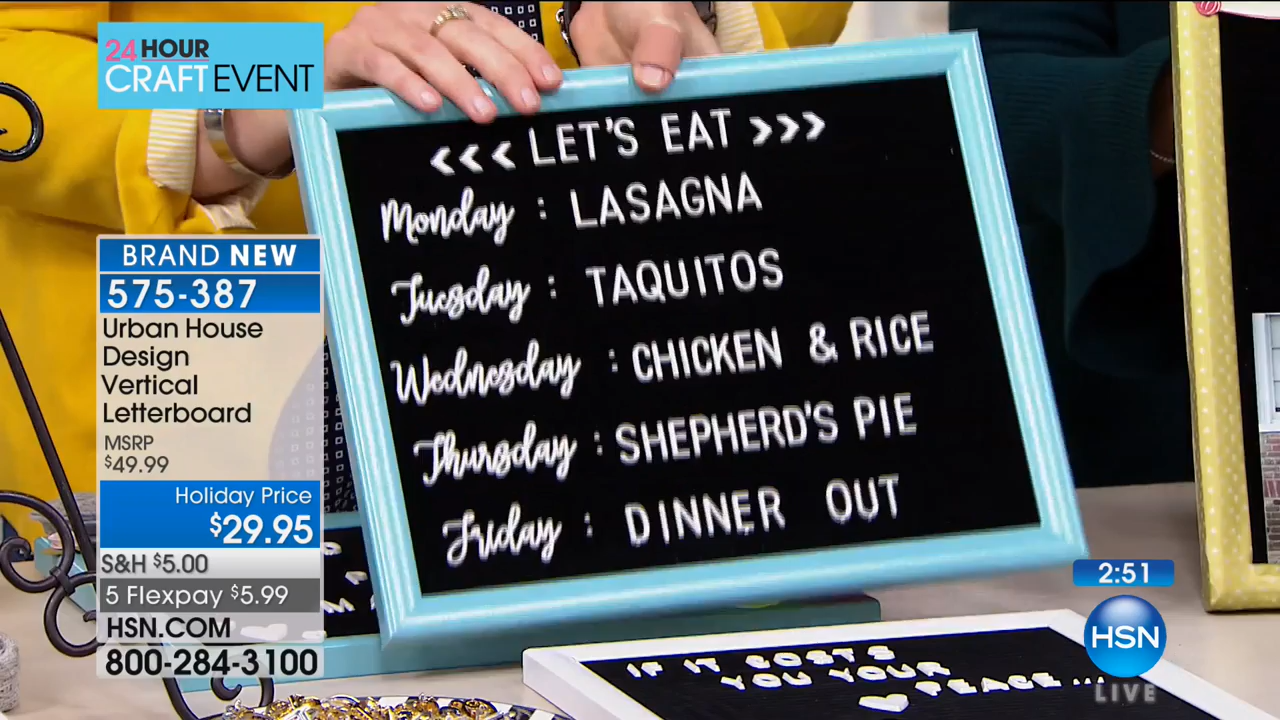 24 HOUR
CRAFT EVENT
BRAND NEW
575-387
Urban House
Design
Vertical
Letterboard
MSRP
$49.99
Holiday Price
$29.95
S&H $5.00
5 Flexpay $5.99
HSN.COM
800-284-3100
<<< LET'S EAT >>>
Monday : LASAGNA
Tuesday : TAQUITOS
Wednesday : CHICKEN & RICE
Thursday : SHEPHERD'S PIE
Friday : DINNER OUT
IF IT COSTS
YOU YOUR
PEACE...
2:51
HSN
LIVE